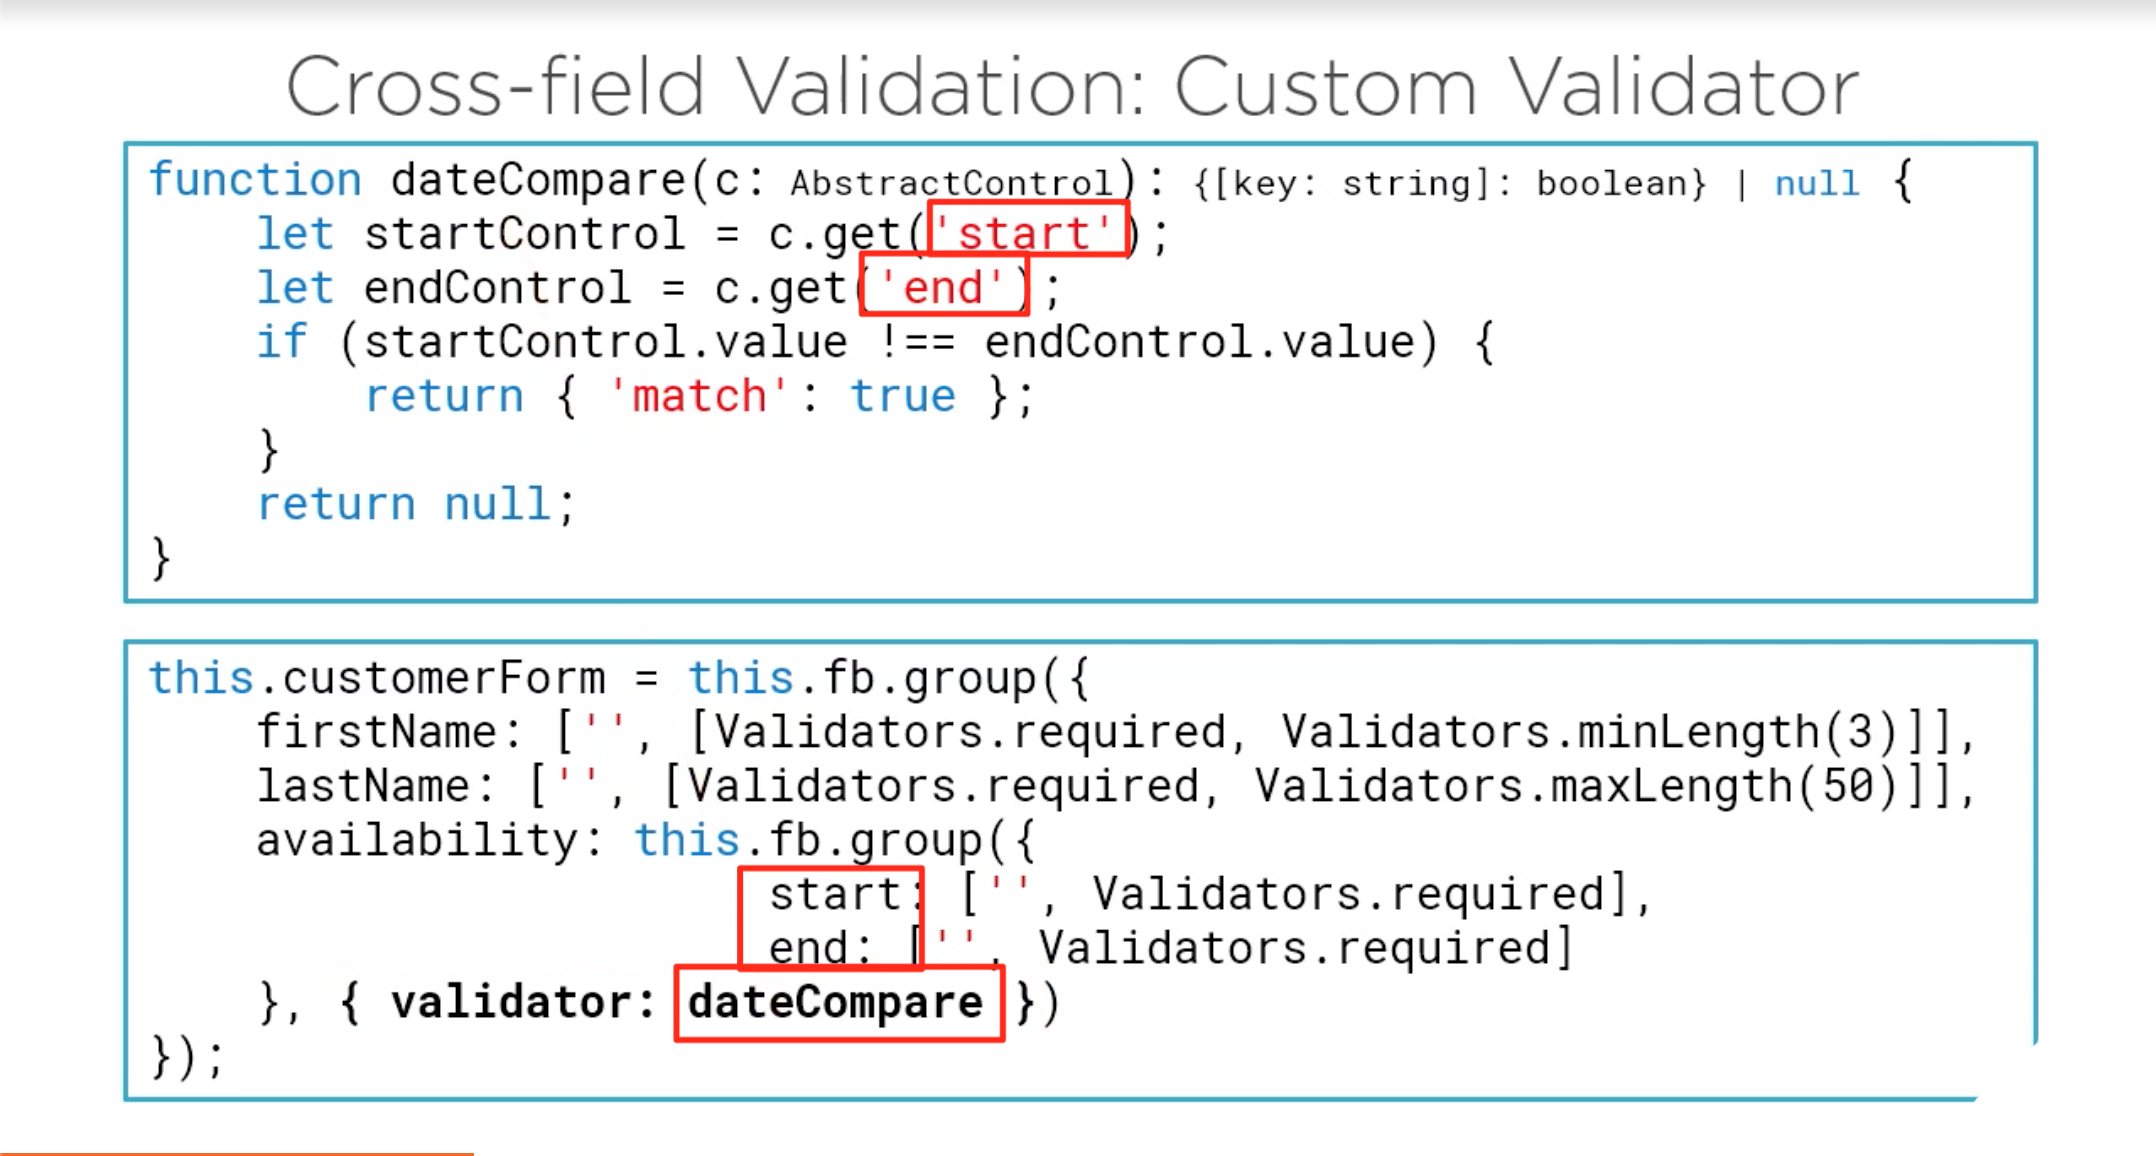 Cross-field Validation: Custom Validator
function dateCompare(c: AbstractControl): {[key: string]: boolean} | null {
    let startControl = c.get('start');
    let endControl = c.get('end');
    if (startControl.value !== endControl.value) {
        return { 'match': true };
    }
    return null;
}
this.customerForm = this.fb.group({
    firstName: ['', [Validators.required, Validators.minLength(3)]],
    lastName: ['', [Validators.required, Validators.maxLength(50)]],
    availability: this.fb.group({
                       start: ['', Validators.required],
                       end: ['', Validators.required]
    }, { validator: dateCompare })
});